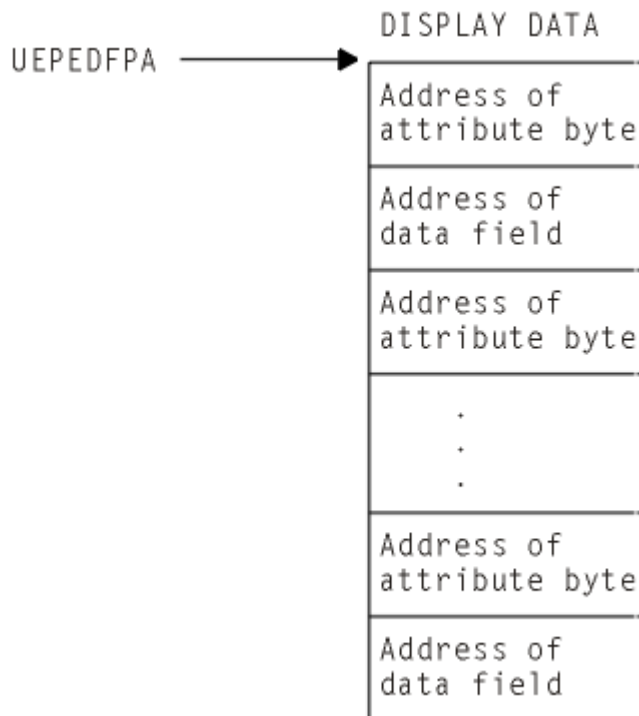 DISPLAY DATA
UEPEDFPA
Address of
attribute byte
Address of
data field
Address of
attribute byte
.
.
.
Address of
attribute byte
Address of
data field